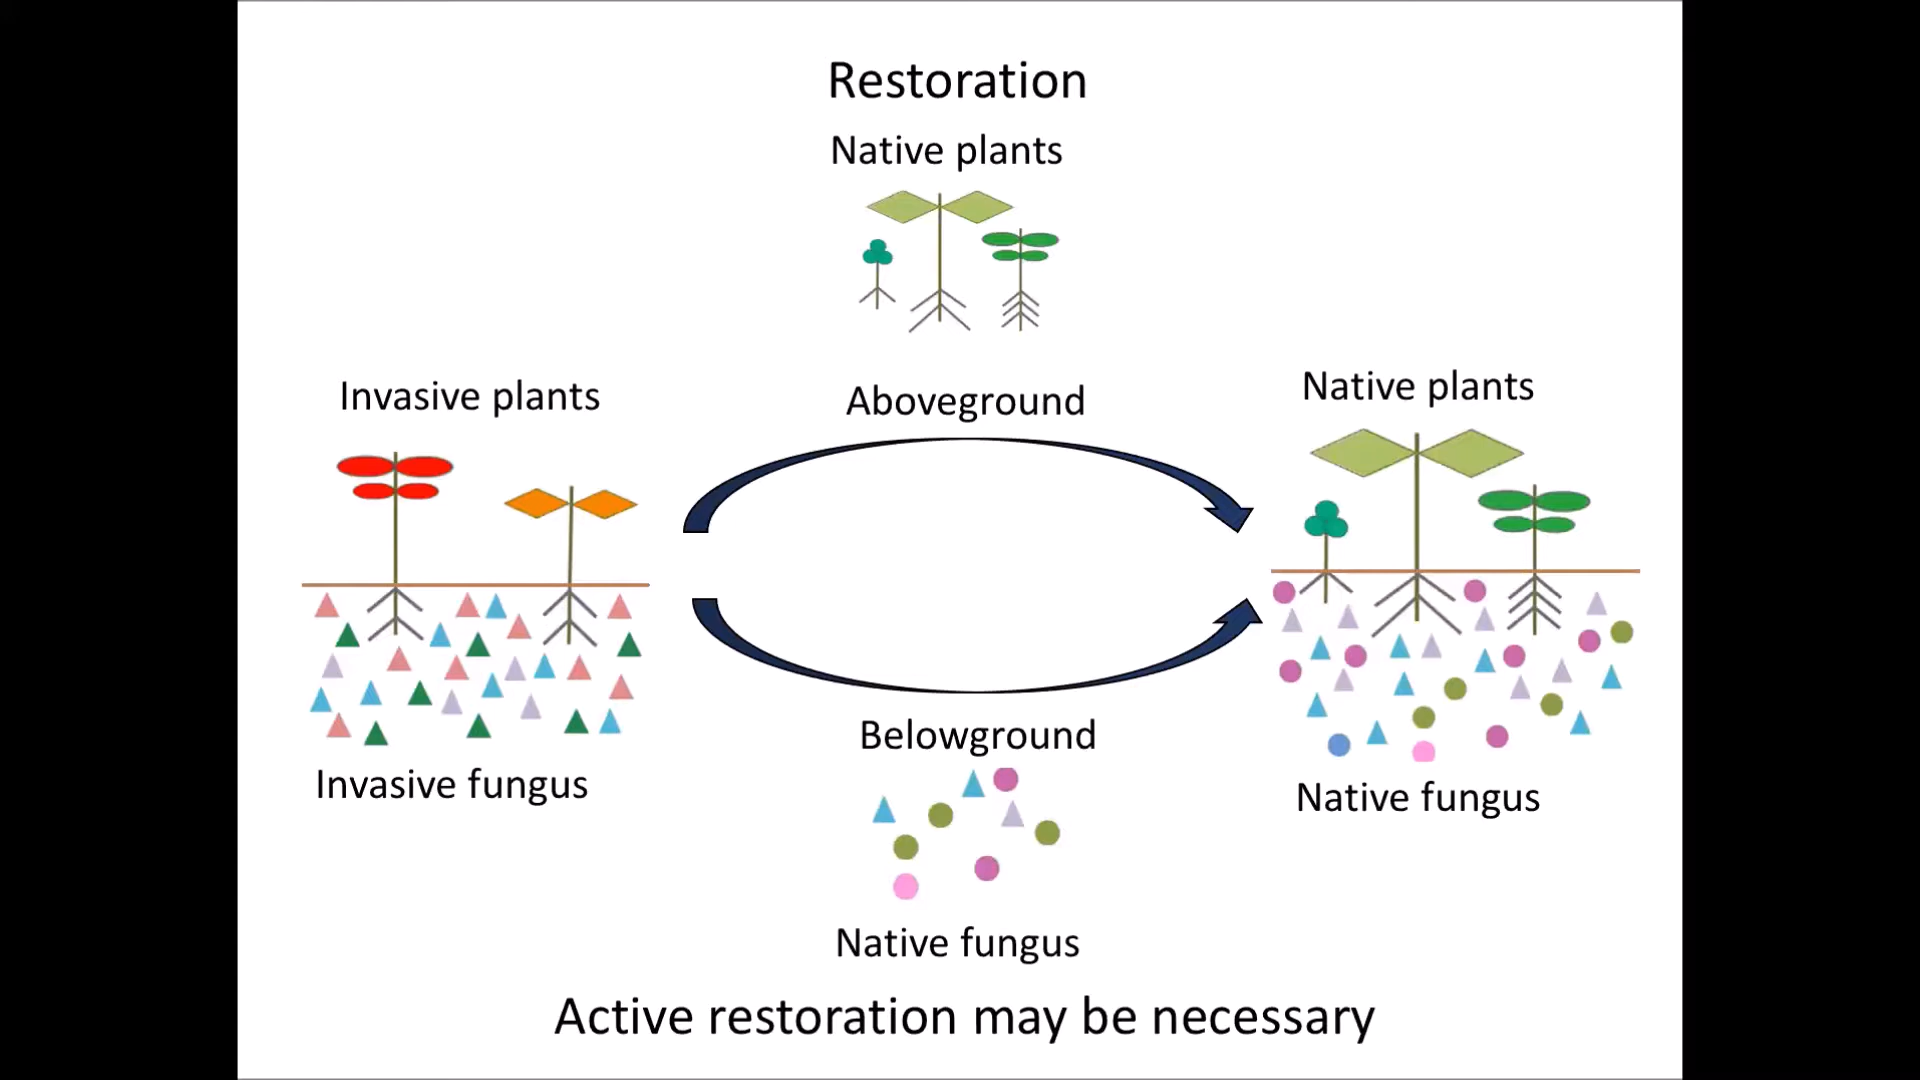 Restoration
Native plants
Invasive plants
Aboveground
Native plants
Belowground
Invasive fungus
Native fungus
Native fungus
Active restoration may be necessary